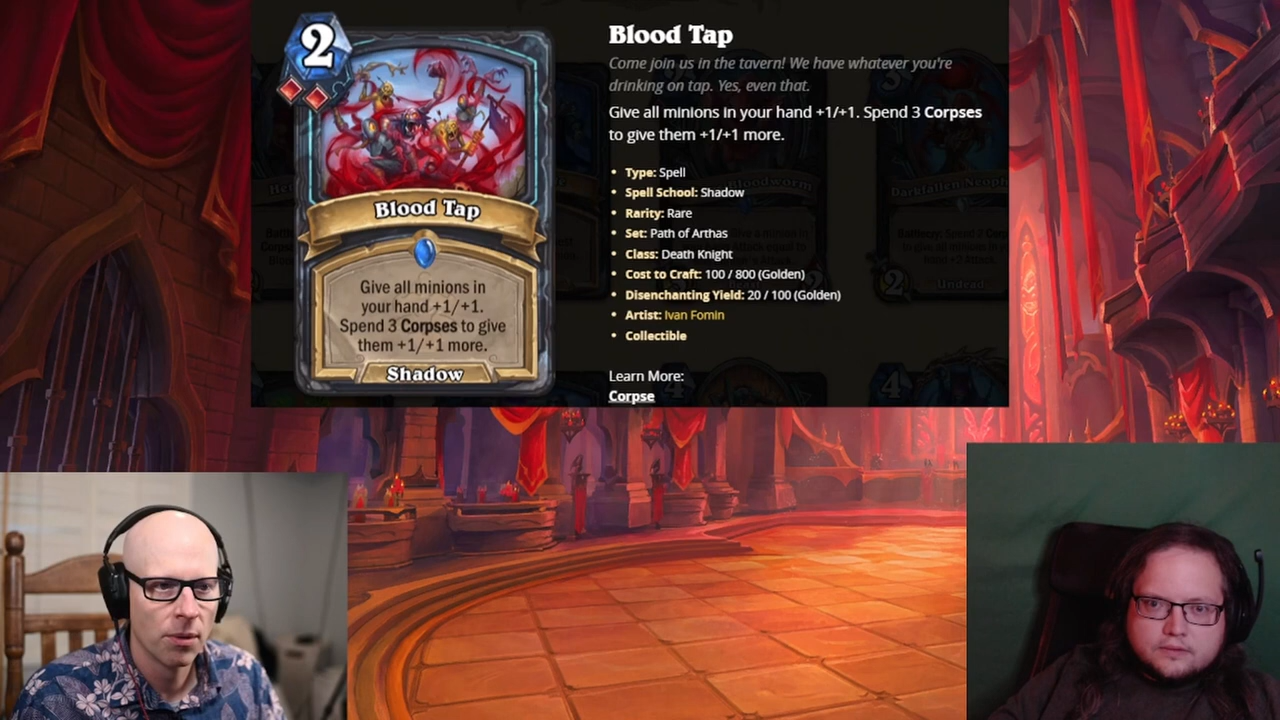 2
Blood Tap
Give all minions in
your hand +1/+1.
Spend 3 Corpses to give
them +1/+1 more.
Shadow
Blood Tap
Come join us in the tavern! We have whatever you're
drinking on tap. Yes, even that.
Give all minions in your hand +1/+1. Spend 3 Corpses
to give them +1/+1 more.
• Type: Spell
• Spell School: Shadow
• Rarity: Rare
• Set: Path of Arthas
• Class: Death Knight
• Cost to Craft: 100 / 800 (Golden)
• Disenchanting Yield: 20 / 100 (Golden)
• Artist: Ivan Fomin
• Collectible
Learn More:
Corpse
2
Undead
4